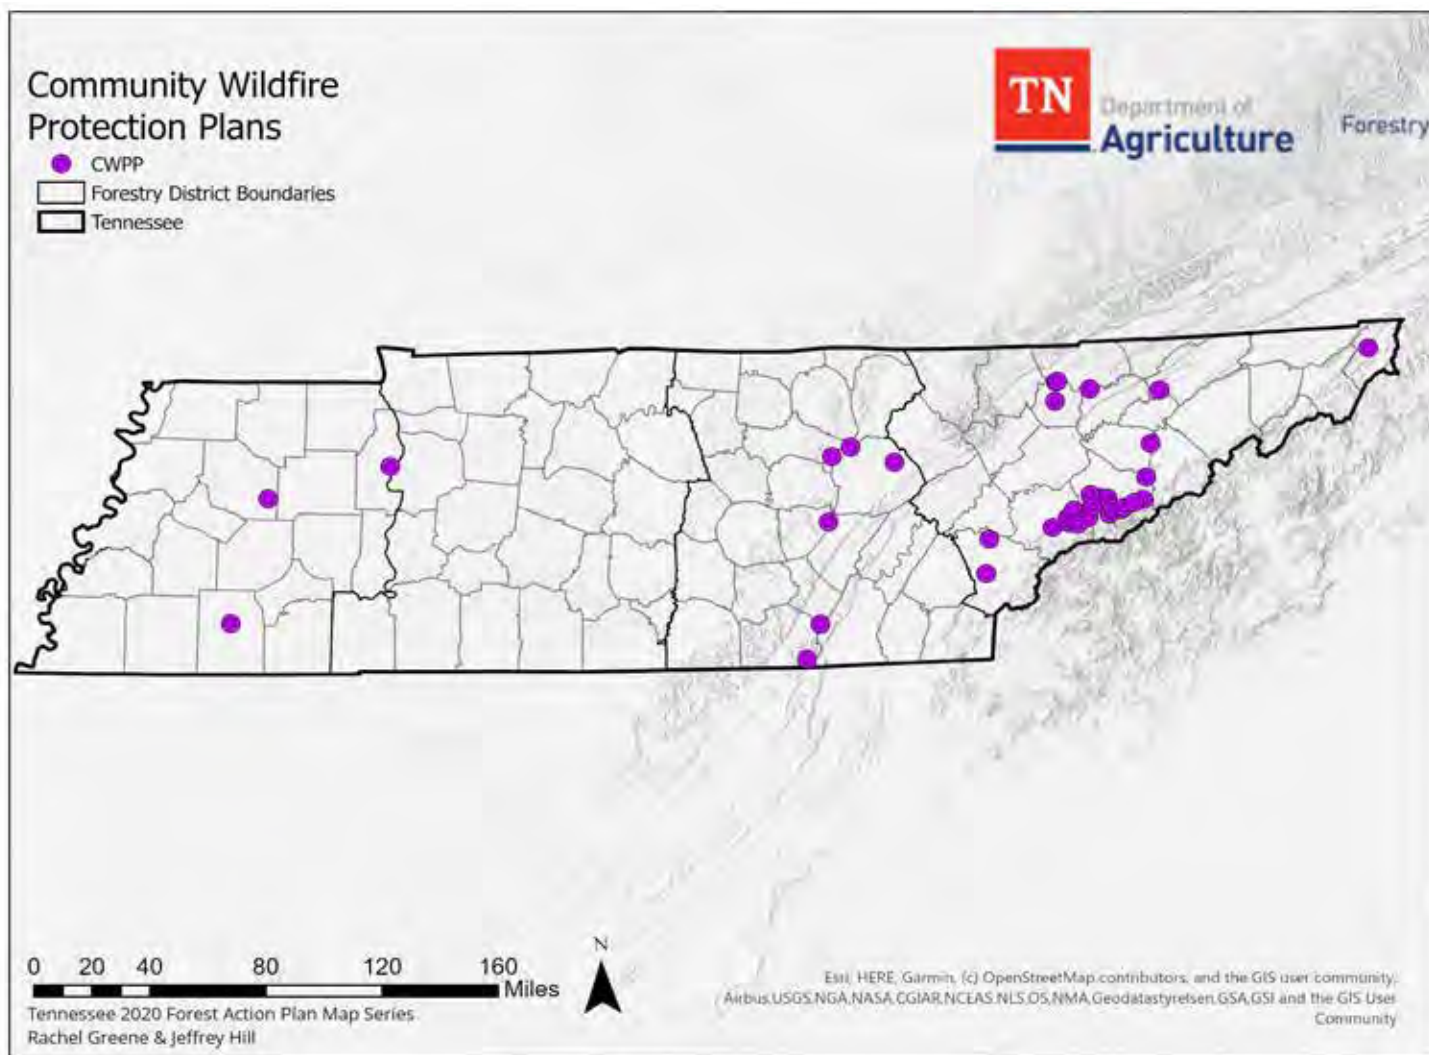 Community Wildfire
Protection Plans
CWPP
Forestry District Boundaries
Tennessee
TN
Department of
Agriculture
Forestry
0 20 40 80 120 160
Miles
N
Tennessee 2020 Forest Action Plan Map Series
Rachel Greene & Jeffrey Hill
Esri, HERE, Garmin, (c) OpenStreetMap contributors, and the GIS user community,
Airbus,USGS,NGA,NASA,CGIAR,NCEAS,NLS,OS,NMA,Geodatastyrelsen,GSA,GSI and the GIS User
Community